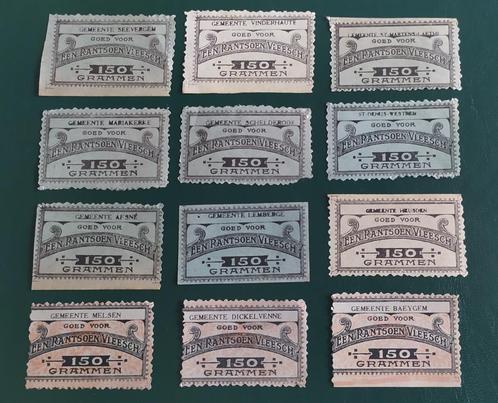 GEMEENTE SEEVERGEM
GOED VOOR
EEN RANTSOEN VLEESCH
150
GRAMMEN
GEMEENTE VINDERHAUTE
GOED VOOR
EEN RANTSOEN VLEESCH
150
GRAMMEN
GEMEENTE ST-MARTENS-LAETHEM
GOED VOOR
EEN RANTSOEN VLEESCH
150
GRAMMEN
GEMEENTE MARIAKERKE
GOED VOOR
EEN RANTSOEN VLEESCH
150
GRAMMEN
GEMEENTE SCHELDERODE
GOED VOOR
EEN RANTSOEN VLEESCH
150
GRAMMEN
ST-DENIJS-WESTREM
GOED VOOR
EEN RANTSOEN VLEESCH
150
GRAMMEN
GEMEENTE AFSNÉ
GOED VOOR
EEN RANTSOEN VLEESCH
150
GRAMMEN
GEMEENTE LEMBERGE
GOED VOOR
EEN RANTSOEN VLEESCH
150
GRAMMEN
GEMEENTE
GOED VOOR
EEN RANTSOEN VLEESCH
150
GRAMMEN
GEMEENTE MELSEN
GOED VOOR
EEN RANTSOEN VLEESCH
150
GRAMMEN
GEMEENTE DICKELVENNE
GOED VOOR
EEN RANTSOEN VLEESCH
150
GRAMMEN
GEMEENTE BAEYGEM
GOED VOOR
EEN RANTSOEN VLEESCH
150
GRAMMEN